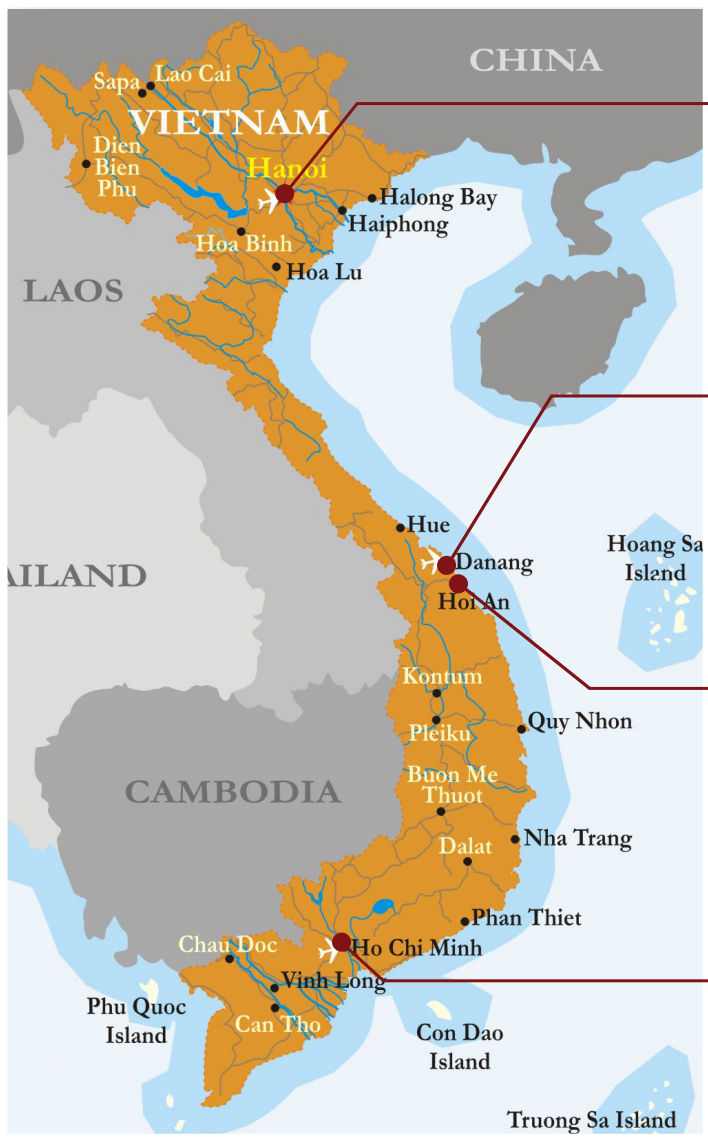 CHINA
Sapa
Lao Cai
VIETNAM
Dien
Bien
Phu
Hanoi
Halong Bay
Haiphong
Hoa Binh
Hoa Lu
LAOS
Hue
Danang
Hoang Sa
Island
AILAND
Hoi An
Kontum
Pleiku
Quy Nhon
Buon Me
Thuot
CAMBODIA
Nha Trang
Dalat
Phan Thiet
Chau Doc
Ho Chi Minh
Vinh Long
Phu Quoc
Island
Can Tho
Con Dao
Island
Truong Sa Island